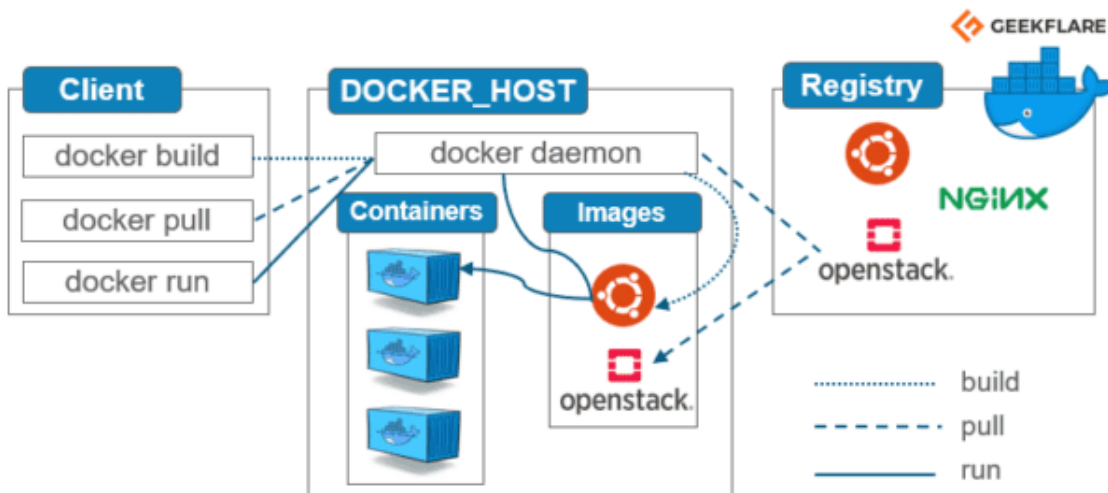 GEEKFLARE
Client
docker build
docker pull
docker run
DOCKER_HOST
docker daemon
Containers
Images
openstack.
Registry
NGiNX
openstack.
build
pull
run